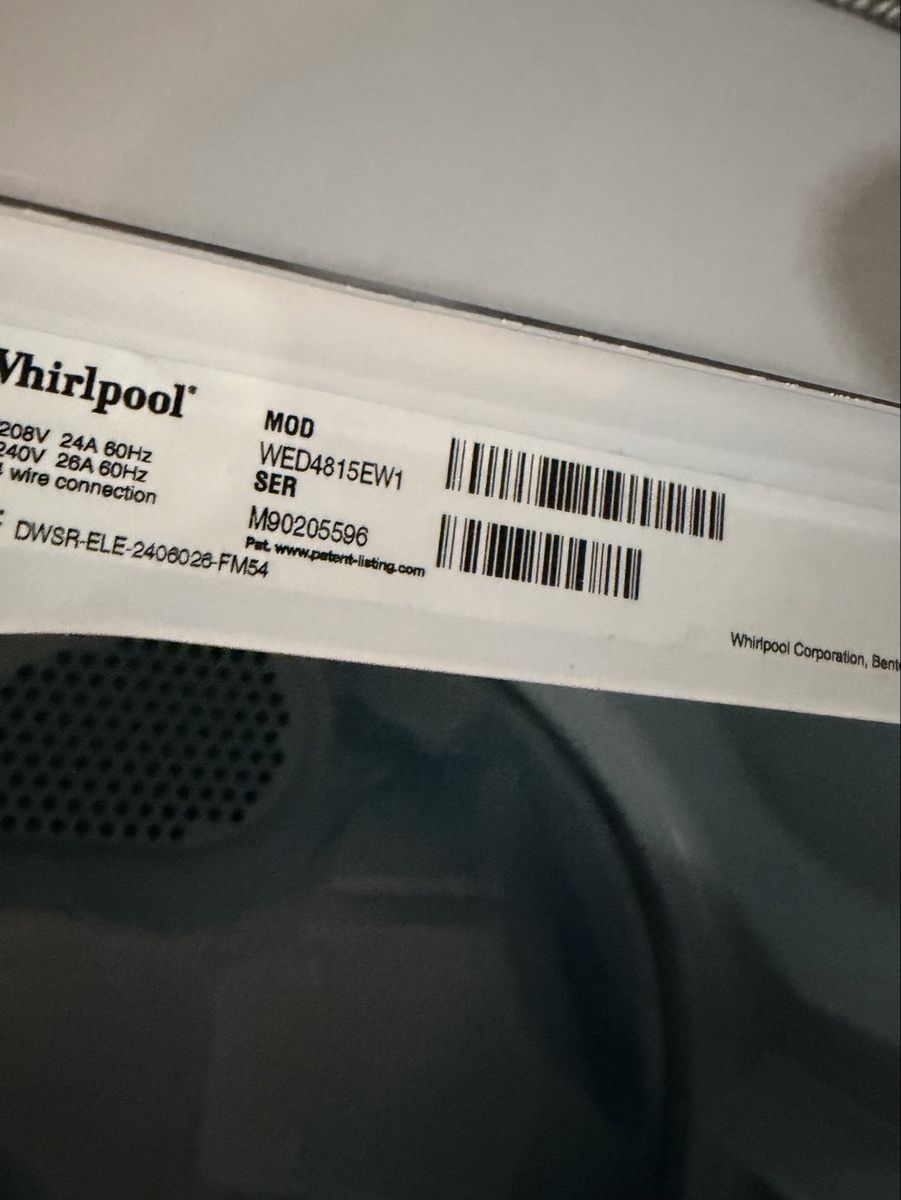 Whirlpool®
208V 24A 60Hz
240V 26A 60Hz
wire connection
DWSR-ELE-2406026-FM54
MOD
WED4815EW1
SER
M90205596
Pat. www.patent-listing.com
Whirlpool Corporation,